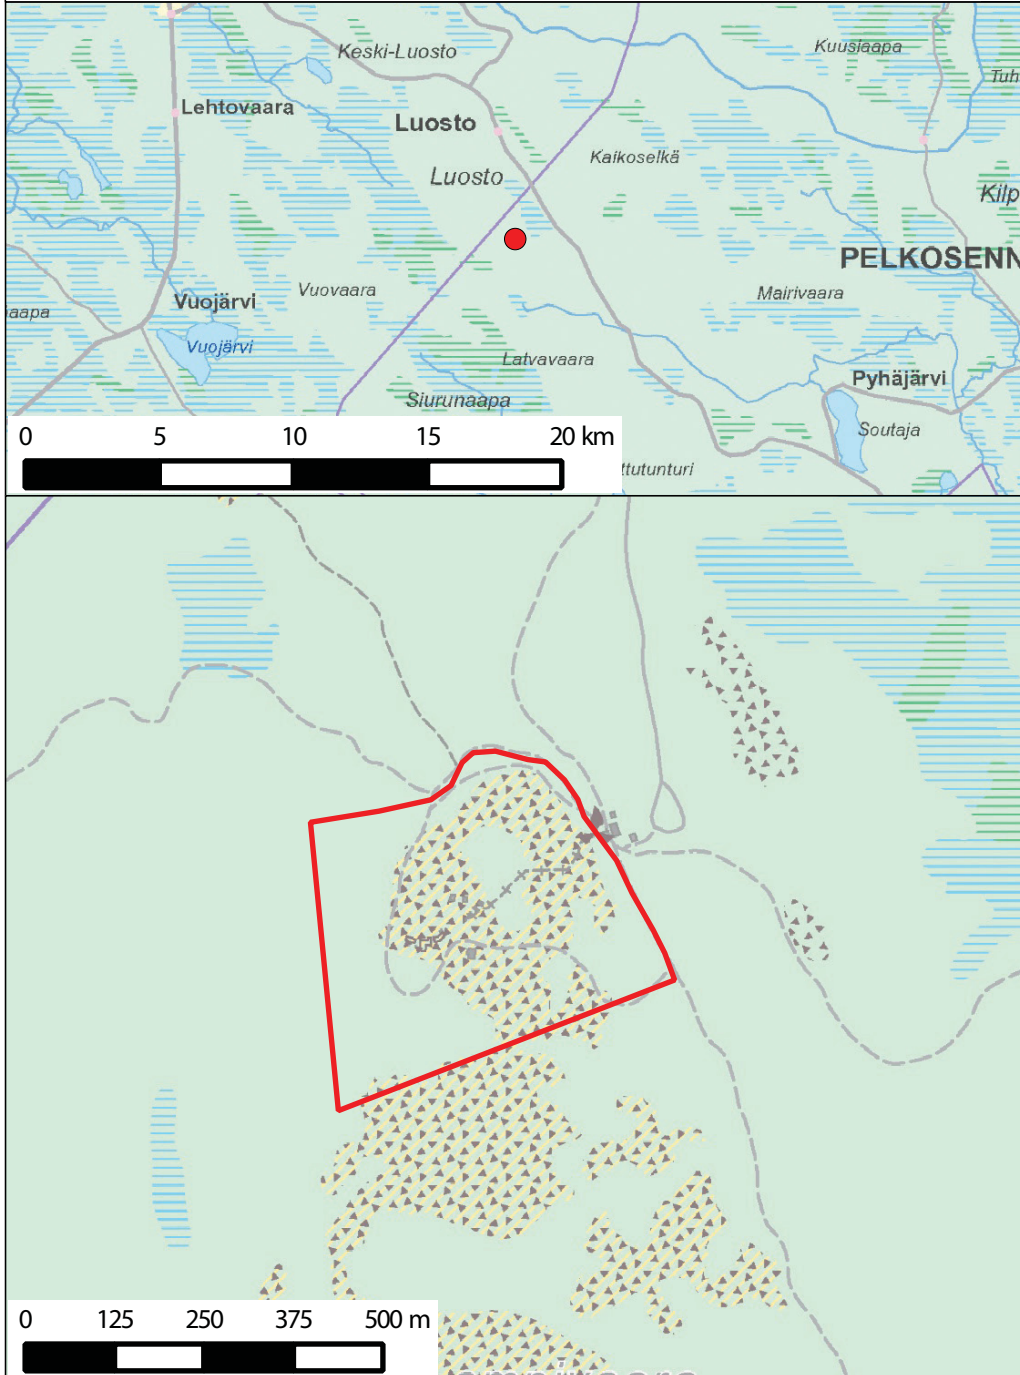 Keski-Luosto
Kuusiaapa
Tuh
Lehtovaara
Luosto
Kaikoselkä
Luosto
Kilp
PELKOSENN
Vuovaara
Mairivaara
Vuojärvi
aapa
Vuojärvi
Latvavaara
Pyhäjärvi
Siurunaapa
Soutaja
0 5 10 15 20 km
ttutunturi
0 125 250 375 500 m